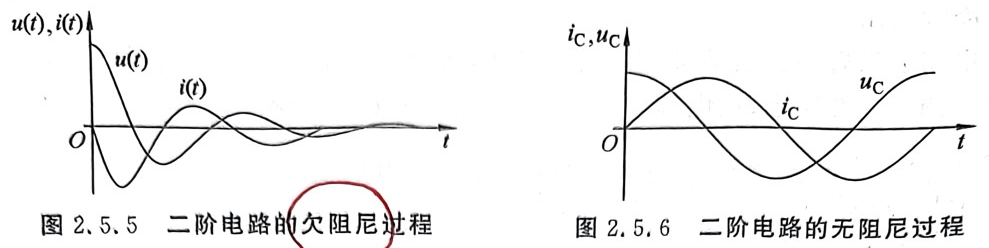 u(t), i(t)
u(t)
i(t)
O
t
图 2.5.5 二阶电路的欠阻尼过程
iC, uC
uC
iC
O
t
图 2.5.6 二阶电路的无阻尼过程